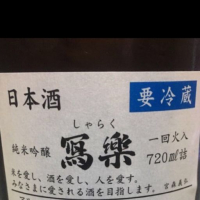 日本酒
要冷蔵
しゃらく
純米吟醸
寫樂
一回火入
720ml詰
米を愛し、酒を愛し、人を愛す。
みなさまに愛される酒を目指します。